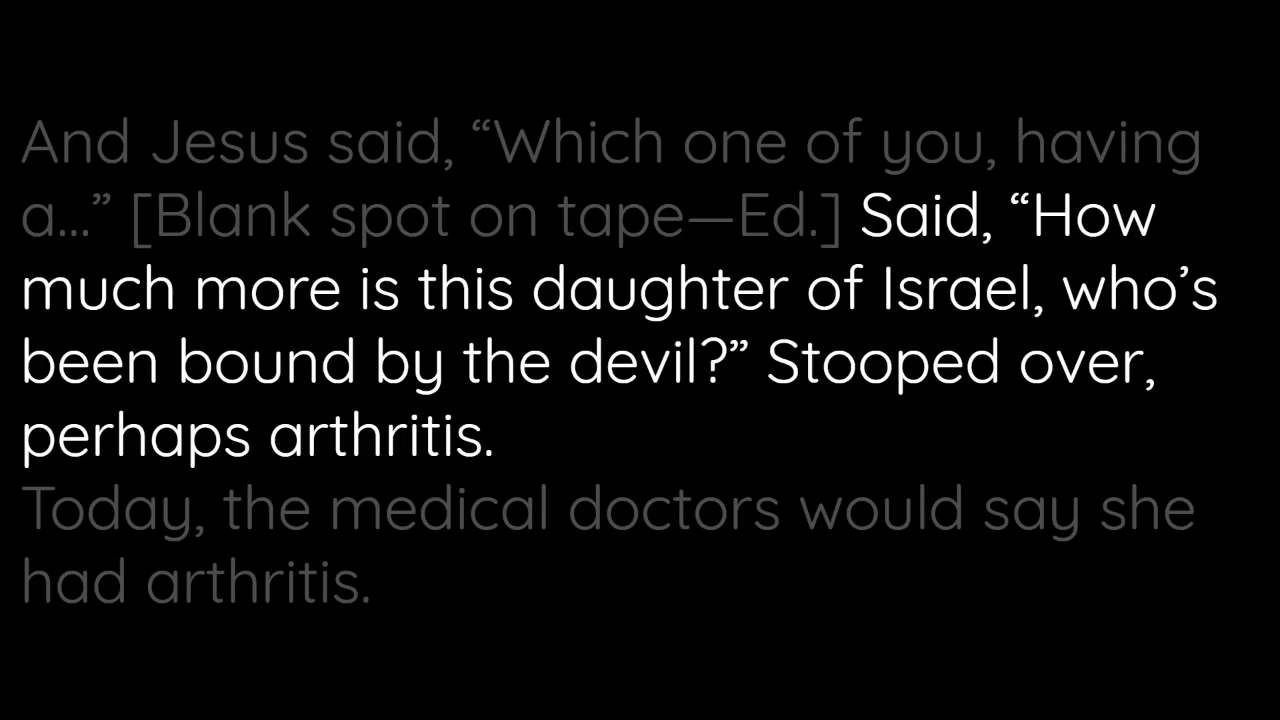 And Jesus said, “Which one of you, having
a...” [Blank spot on tape—Ed.] Said, “How
much more is this daughter of Israel, who’s
been bound by the devil?” Stooped over,
perhaps arthritis.
Today, the medical doctors would say she
had arthritis.